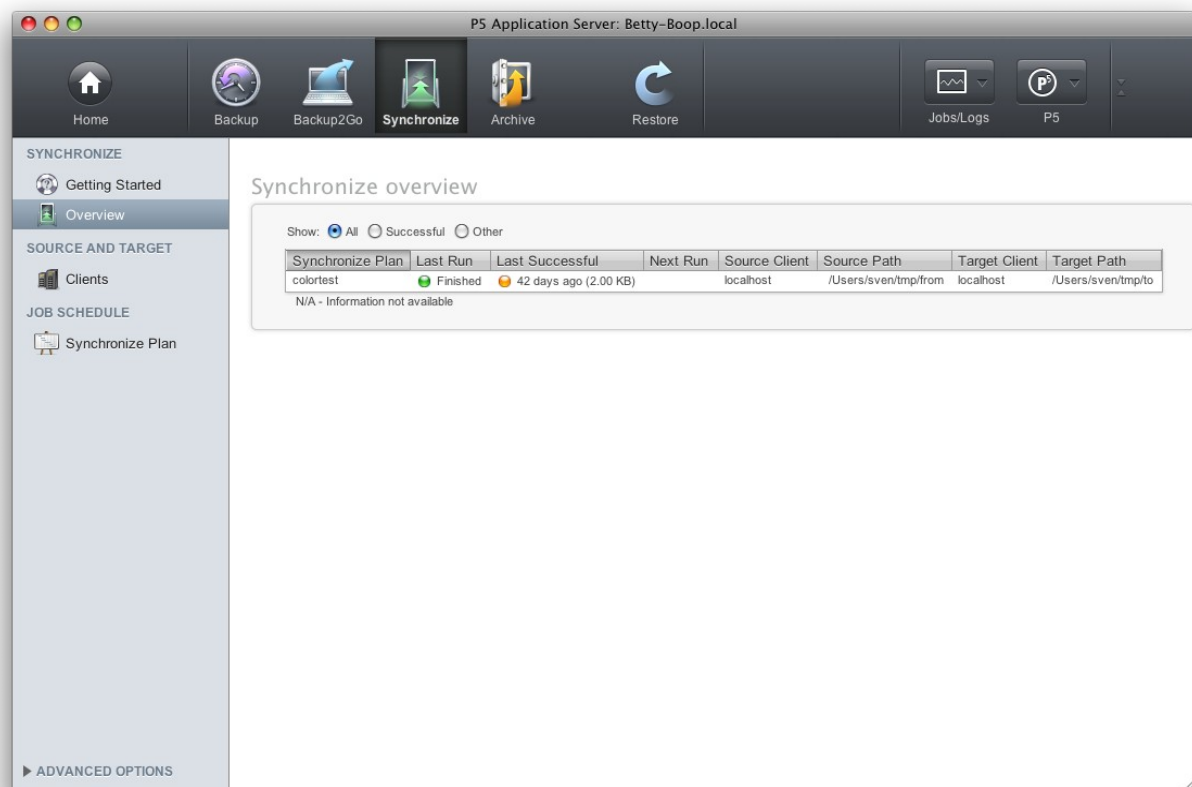 P5 Application Server: Betty-Boop.local
Home
Backup
Backup2Go
Synchronize
Archive
Restore
Jobs/Logs
P5
SYNCHRONIZE
Getting Started
Overview
SOURCE AND TARGET
Clients
JOB SCHEDULE
Synchronize Plan
ADVANCED OPTIONS
Synchronize overview
Show: All Successful Other
Synchronize Plan Last Run Last Successful Next Run Source Client Source Path Target Client Target Path
colortest Finished 42 days ago (2.00 KB) localhost /Users/sven/tmp/from localhost /Users/sven/tmp/to
N/A - Information not available